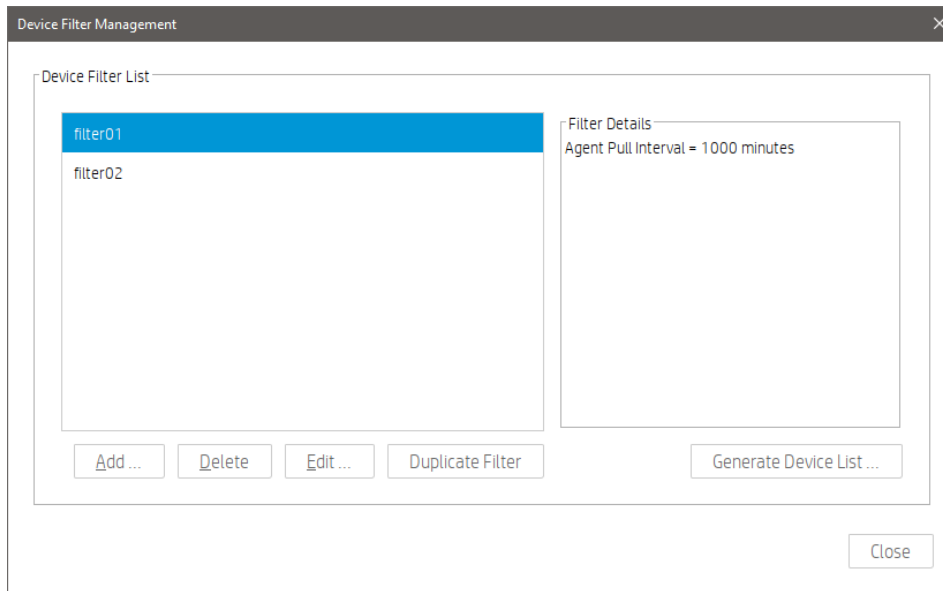 Device Filter Management
Device Filter List
filter01
filter02
Filter Details
Agent Pull Interval = 1000 minutes
Add ...
Delete
Edit ...
Duplicate Filter
Generate Device List ...
Close